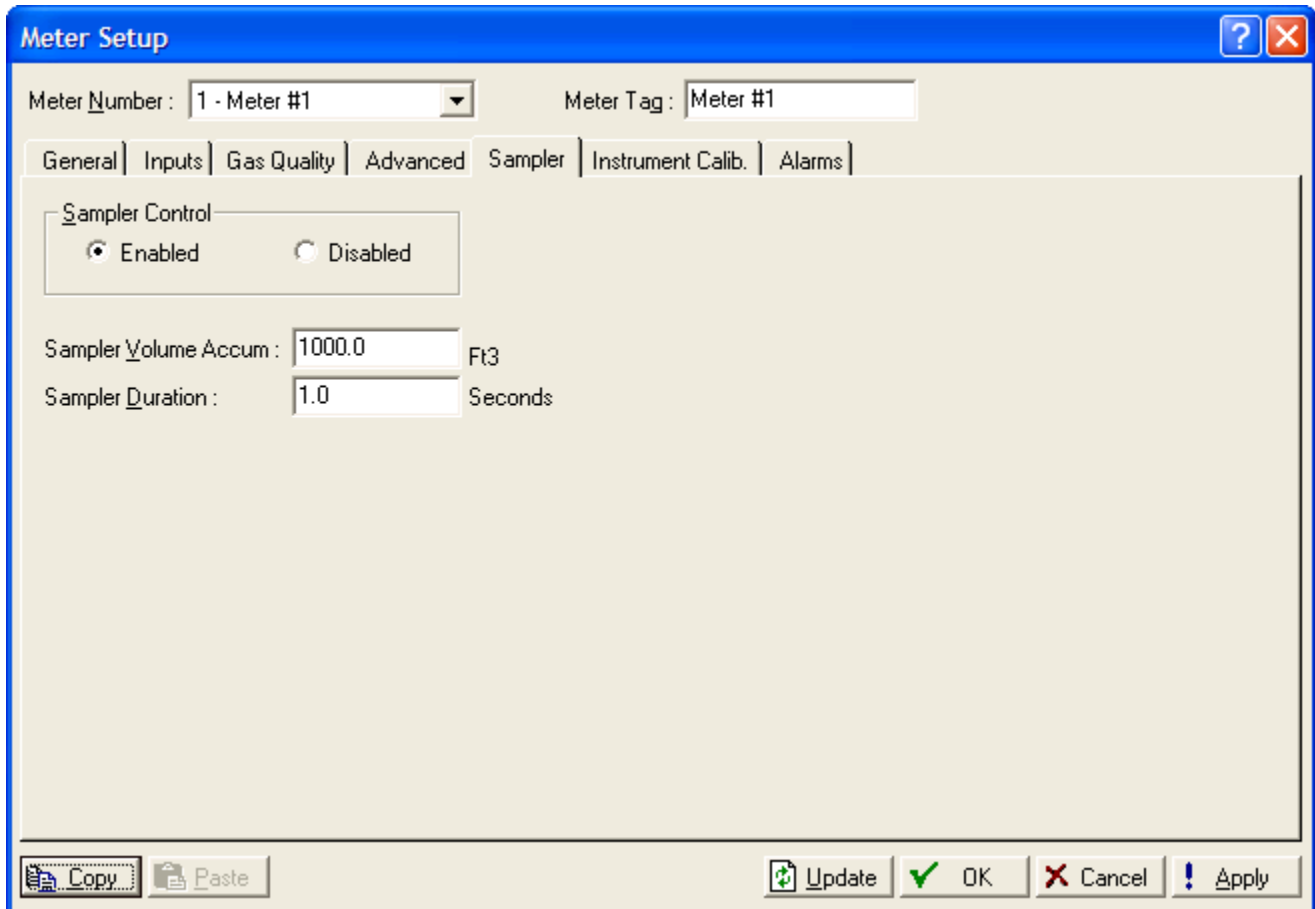 Meter Setup
Meter Number : 1 - Meter #1 Meter Tag : Meter #1
General Inputs Gas Quality Advanced Sampler Instrument Calib. Alarms
Sampler Control
Enabled Disabled
Sampler Volume Accum : 1000.0 Ft3
Sampler Duration : 1.0 Seconds
Copy Paste Update OK Cancel ! Apply